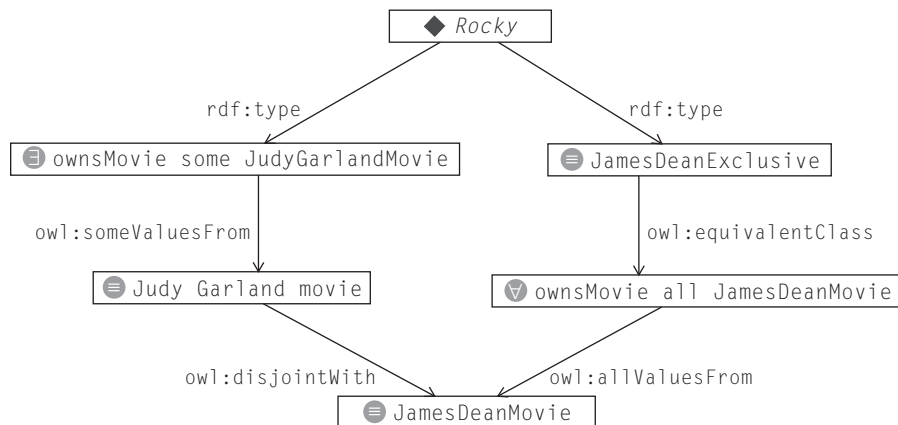 ◆ Rocky
rdf:type rdf:type
∃ ownsMovie some JudyGarlandMovie ≡ JamesDeanExclusive
owl:someValuesFrom owl:equivalentClass
≡ Judy Garland movie ∀ ownsMovie all JamesDeanMovie
owl:disjointWith owl:allValuesFrom
≡ JamesDeanMovie